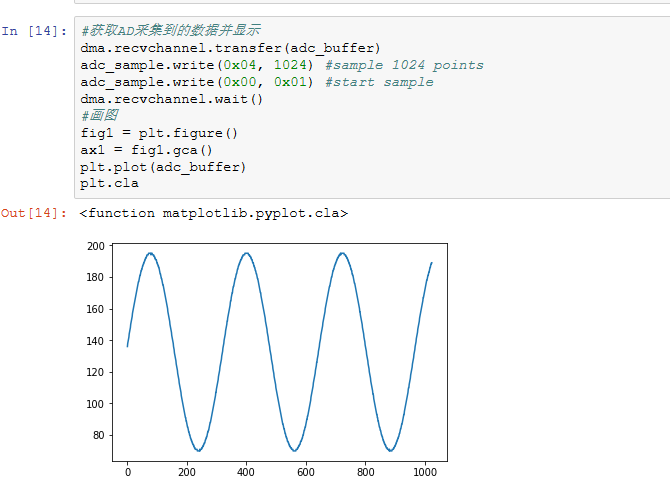 In [14]:
#获取AD采集到的数据并显示
dma.recvchannel.transfer(adc_buffer)
adc_sample.write(0x04, 1024) #sample 1024 points
adc_sample.write(0x00, 0x01) #start sample
dma.recvchannel.wait()
#画图
fig1 = plt.figure()
ax1 = fig1.gca()
plt.plot(adc_buffer)
plt.cla
Out[14]: <function matplotlib.pyplot.cla>
200
180
160
140
120
100
80
0 200 400 600 800 1000